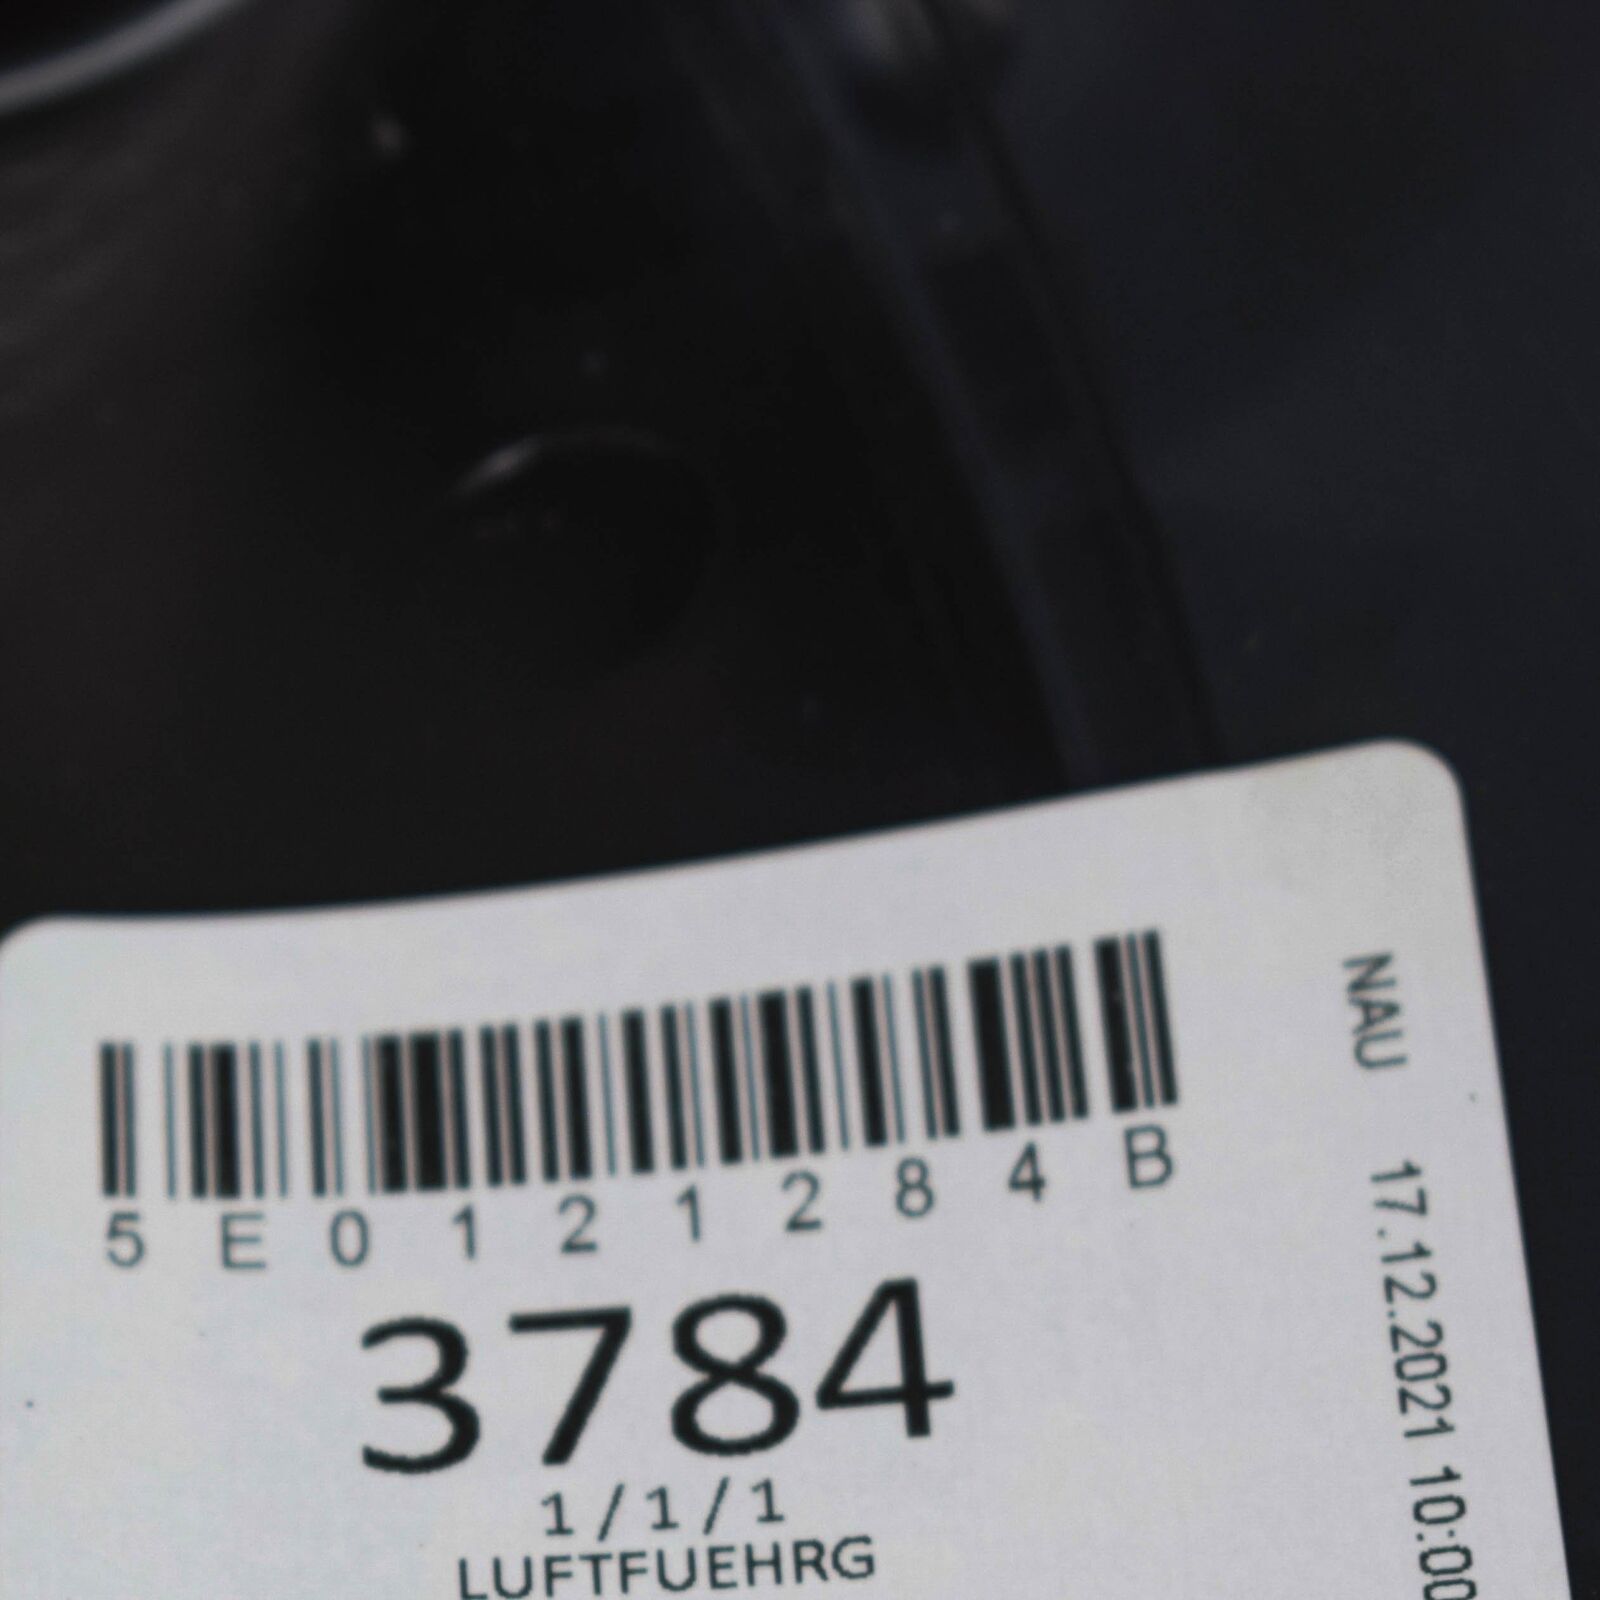 5E0121284B
3784
1/1/1
LUFTFUEHRG
NAU 17.12.2021 10:00